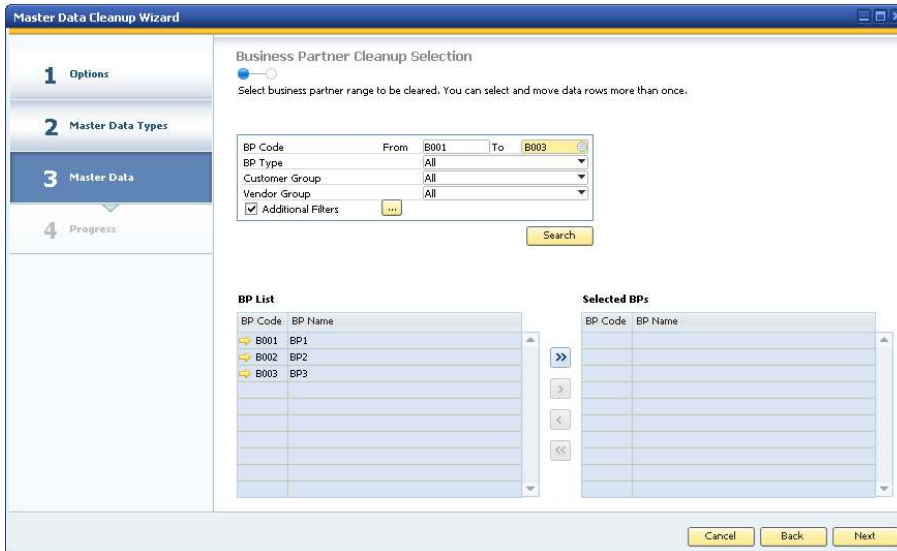 Master Data Cleanup Wizard
1 Options
2 Master Data Types
3 Master Data
4 Progress
Business Partner Cleanup Selection
Select business partner range to be cleared. You can select and move data rows more than once.
BP Code From B001 To B003
BP Type All
Customer Group All
Vendor Group All
Additional Filters ...
Search
BP List
BP Code BP Name
B001 BP1
B002 BP2
B003 BP3
>>
>
<
<<
Selected BPs
BP Code BP Name
Cancel Back Next